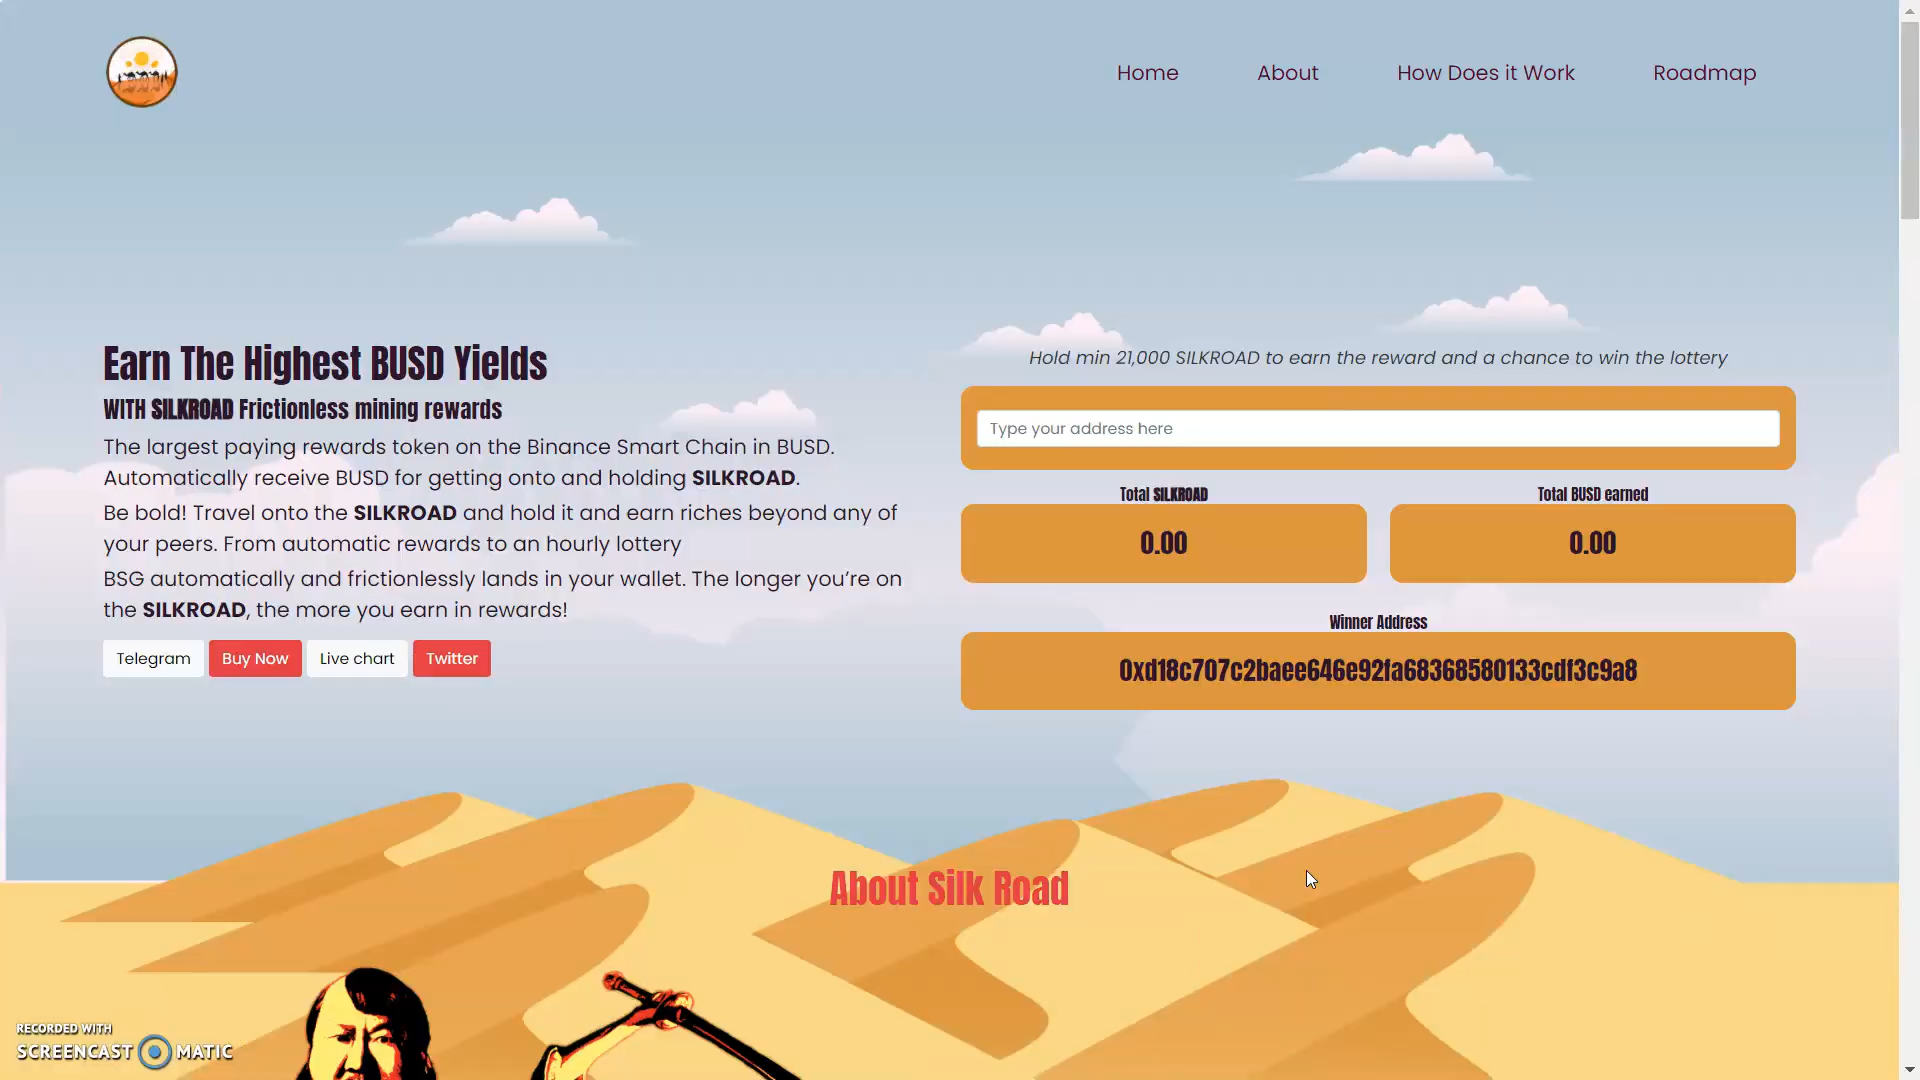 Home About How Does it Work Roadmap
Earn The Highest BUSD Yields
WITH SILKROAD Frictionless mining rewards
The largest paying rewards token on the Binance Smart Chain in BUSD.
Automatically receive BUSD for getting onto and holding SILKROAD.
Be bold! Travel onto the SILKROAD and hold it and earn riches beyond any of
your peers. From automatic rewards to an hourly lottery
BSG automatically and frictionlessly lands in your wallet. The longer you’re on
the SILKROAD, the more you earn in rewards!
Telegram Buy Now Live chart Twitter
Hold min 21,000 SILKROAD to earn the reward and a chance to win the lottery
Type your address here
Total SILKROAD Total BUSD earned
0.00 0.00
Winner Address
0xd18c707c2baee646e92fa68368580133cdf3c9a8
About Silk Road
RECORDED WITH
SCREENCAST MATIC